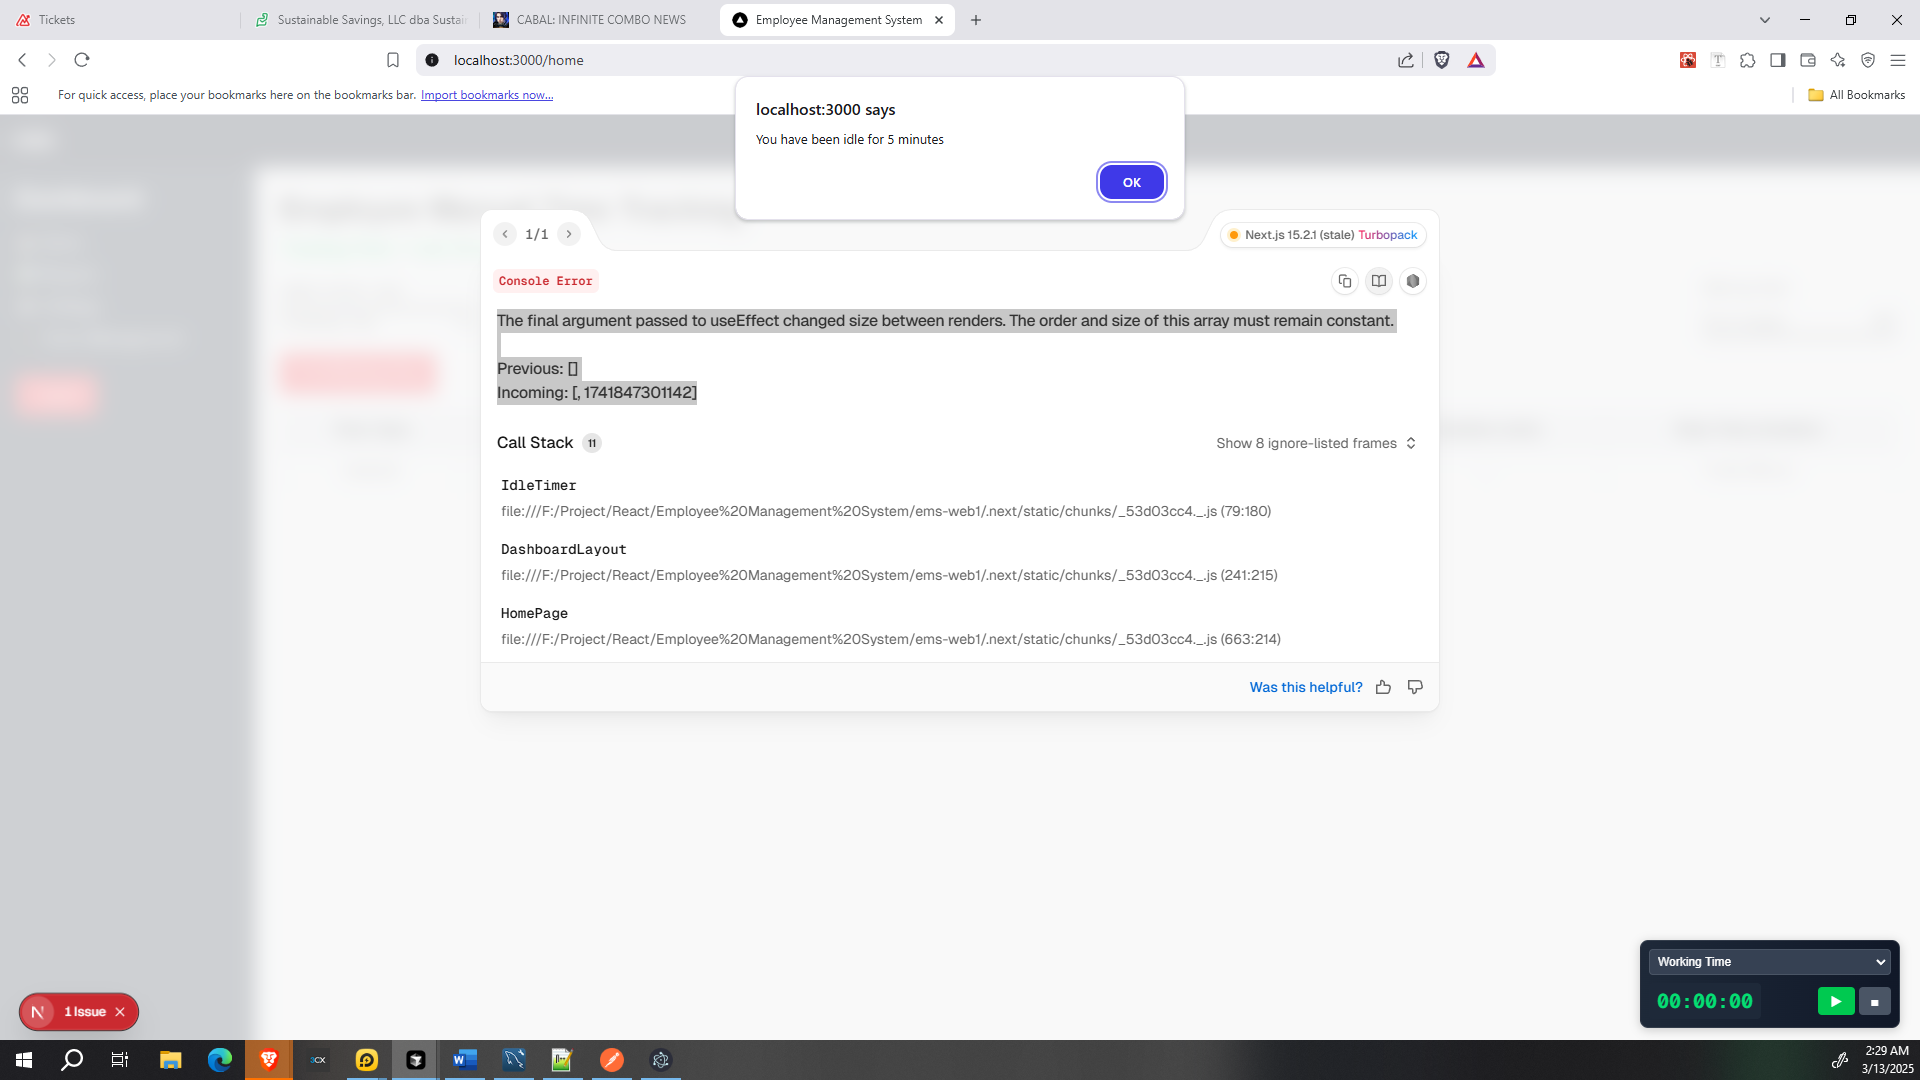 Tickets
Sustainable Savings, LLC dba Sustai
CABAL: INFINITE COMBO NEWS
Employee Management System
localhost:3000/home
For quick access, place your bookmarks here on the bookmarks bar. Import bookmarks now...
All Bookmarks
localhost:3000 says
You have been idle for 5 minutes
OK
1/1
Next.js 15.2.1 (stale) Turbopack
Console Error
The final argument passed to useEffect changed size between renders. The order and size of this array must remain constant.
Previous: []
Incoming: [, 1741847301142]
Call Stack 11
Show 8 ignore-listed frames
IdleTimer
file:///F:/Project/React/Employee%20Management%20System/ems-web1/.next/static/chunks/_53d03cc4._.js (79:180)
DashboardLayout
file:///F:/Project/React/Employee%20Management%20System/ems-web1/.next/static/chunks/_53d03cc4._.js (241:215)
HomePage
file:///F:/Project/React/Employee%20Management%20System/ems-web1/.next/static/chunks/_53d03cc4._.js (663:214)
Was this helpful?
Working Time
00:00:00
N 1 Issue
3CX
2:29 AM
3/13/2025